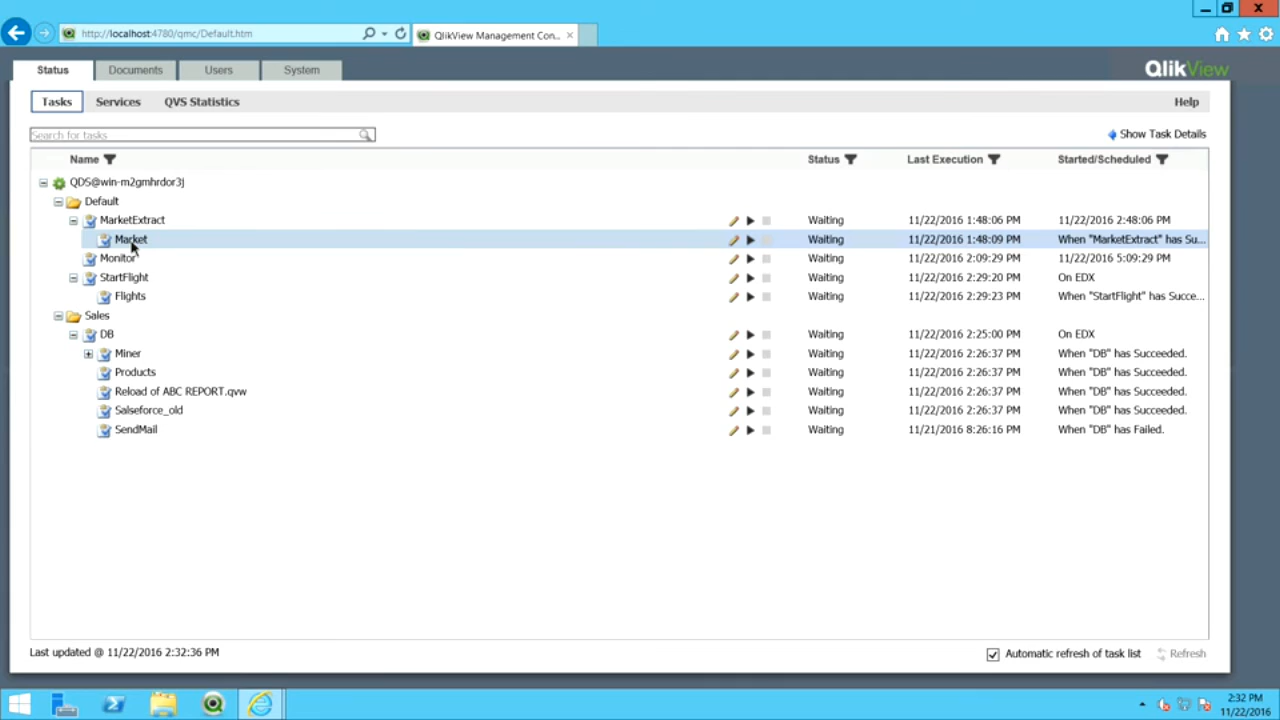 http://localhost:4780/qmc/Default.htm
QlikView Management Con...
Status Documents Users System
QlikView
Tasks Services QVS Statistics Help
Search for tasks
Show Task Details
Name Status Last Execution Started/Scheduled
QDS@win-m2gmhrdor3j
Default
MarketExtract Waiting 11/22/2016 1:48:06 PM 11/22/2016 2:48:06 PM
Market Waiting 11/22/2016 1:48:09 PM When "MarketExtract" has Su...
Monitor Waiting 11/22/2016 2:09:29 PM 11/22/2016 5:09:29 PM
StartFlight Waiting 11/22/2016 2:29:20 PM On EDX
Flights Waiting 11/22/2016 2:29:23 PM When "StartFlight" has Succe...
Sales
DB Waiting 11/22/2016 2:25:00 PM On EDX
Miner Waiting 11/22/2016 2:26:37 PM When "DB" has Succeeded.
Products Waiting 11/22/2016 2:26:37 PM When "DB" has Succeeded.
Reload of ABC REPORT.qvw Waiting 11/22/2016 2:26:37 PM When "DB" has Succeeded.
Salseforce_old Waiting 11/22/2016 2:26:37 PM When "DB" has Succeeded.
SendMail Waiting 11/21/2016 8:26:16 PM When "DB" has Failed.
Last updated @ 11/22/2016 2:32:36 PM
Automatic refresh of task list Refresh
2:32 PM
11/22/2016